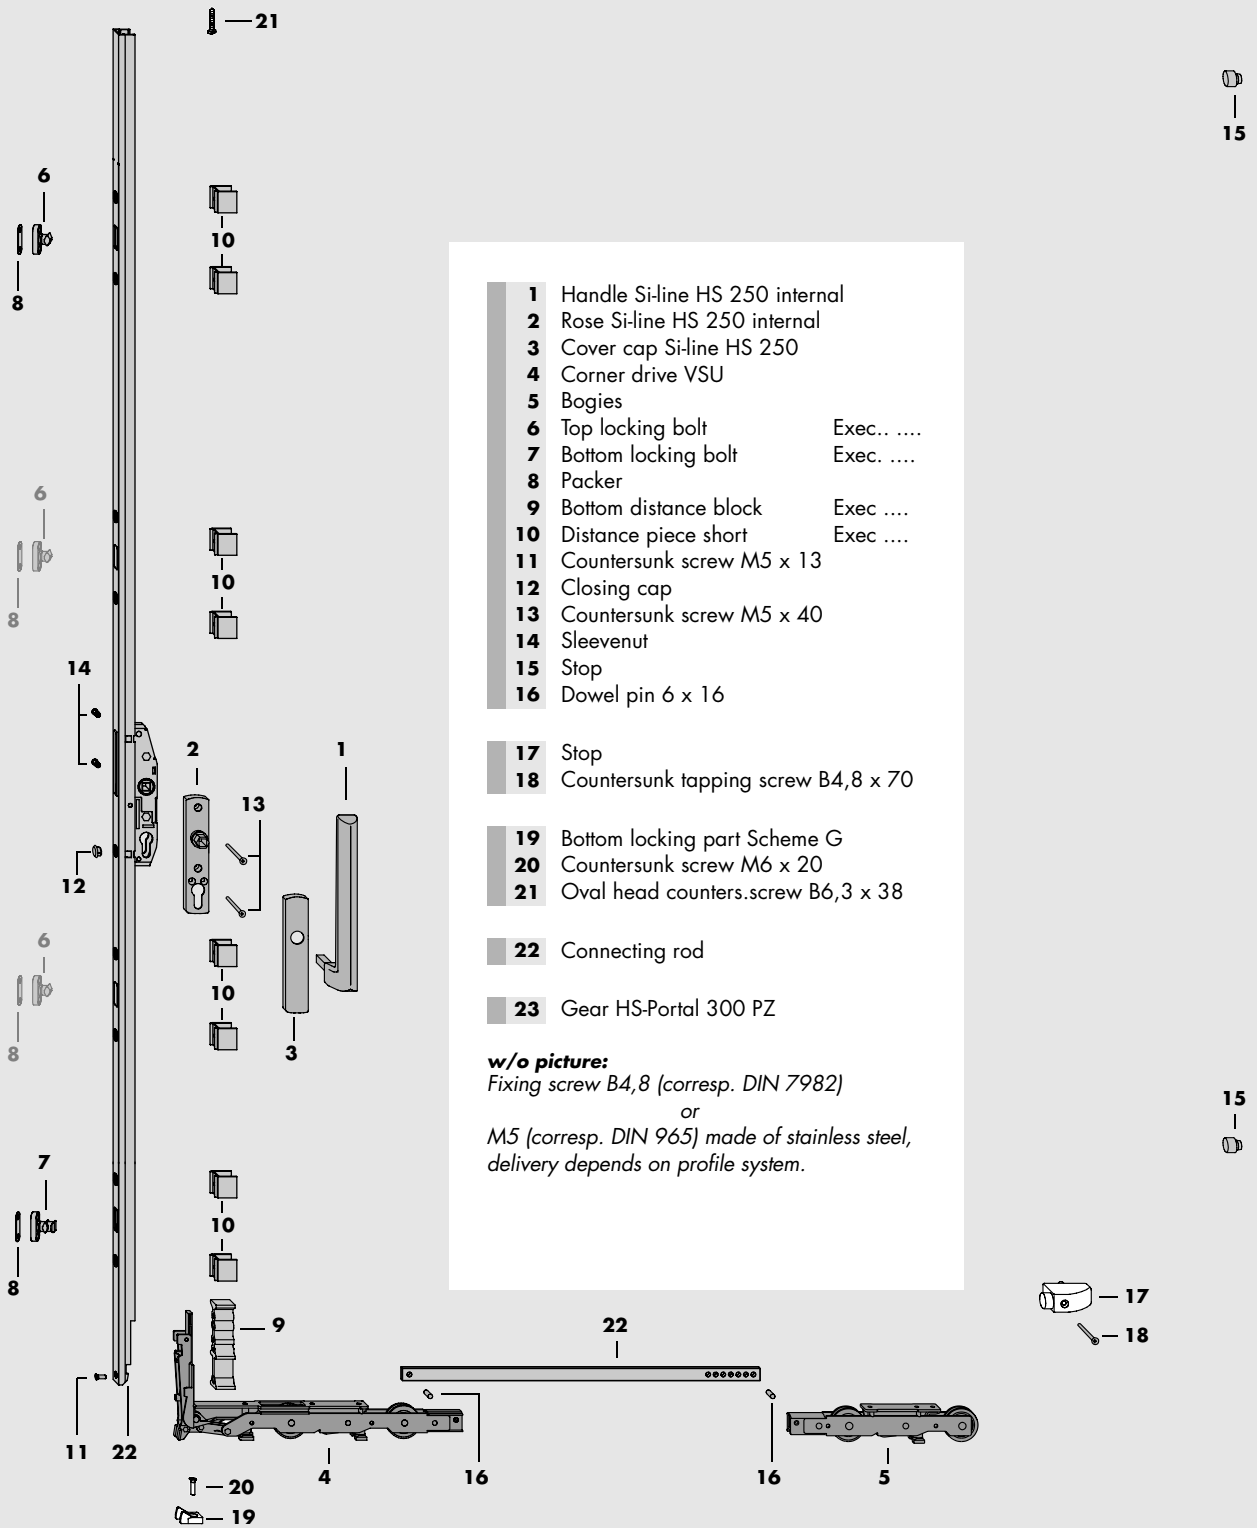 21
15
6
10
8
1 Handle Si-line HS 250 internal
2 Rose Si-line HS 250 internal
3 Cover cap Si-line HS 250
4 Corner drive VSU
5 Bogies
6 Top locking bolt Exec.. ....
7 Bottom locking bolt Exec. ....
8 Packer
9 Bottom distance block Exec ....
10 Distance piece short Exec ....
11 Countersunk screw M5 x 13
12 Closing cap
13 Countersunk screw M5 x 40
14 Sleevenut
15 Stop
16 Dowel pin 6 x 16
17 Stop
18 Countersunk tapping screw B4,8 x 70
19 Bottom locking part Scheme G
20 Countersunk screw M6 x 20
21 Oval head counters.screw B6,3 x 38
22 Connecting rod
23 Gear HS-Portal 300 PZ
w/o picture:
Fixing screw B4,8 (corresp. DIN 7982)
or
M5 (corresp. DIN 965) made of stainless steel,
delivery depends on profile system.
6
10
8
14
2
1
13
12
6
10
8
3
15
7
10
8
17
9
22
18
11
22
4
16
16
5
20
19